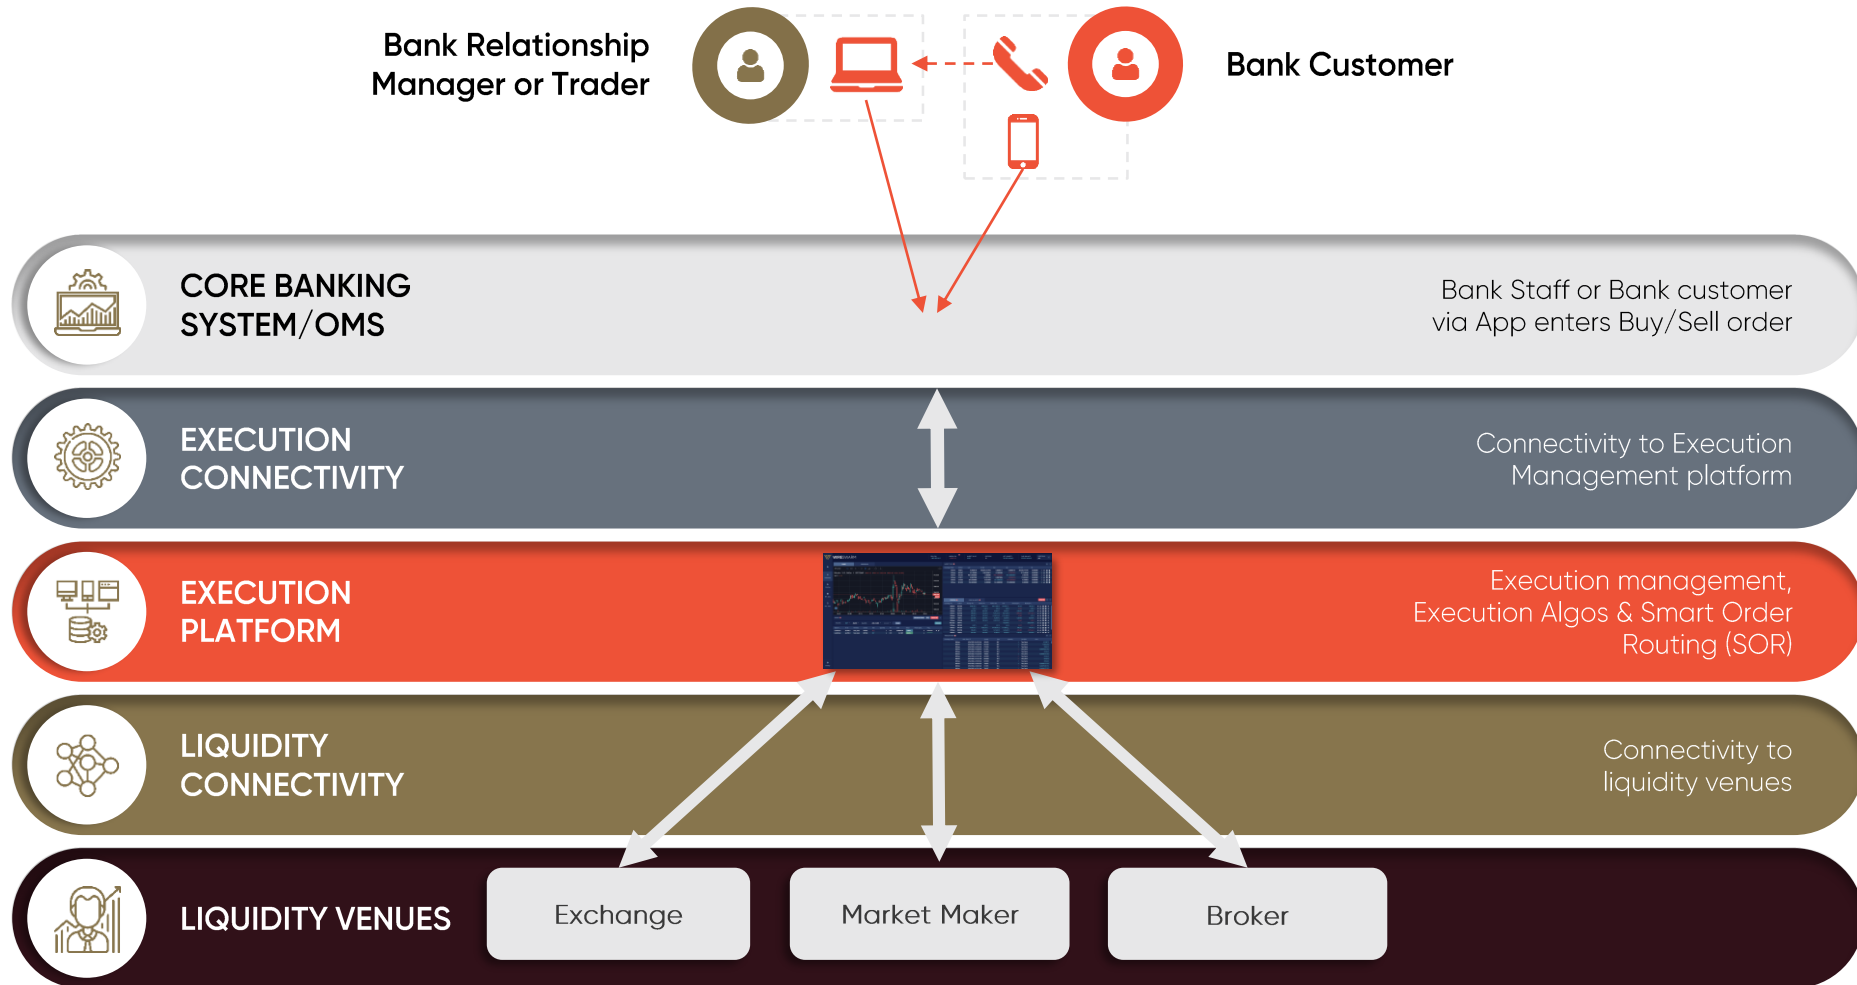 Bank Relationship
Manager or Trader
Bank Customer
CORE BANKING
SYSTEM/OMS
Bank Staff or Bank customer
via App enters Buy/Sell order
EXECUTION
CONNECTIVITY
Connectivity to Execution
Management platform
EXECUTION
PLATFORM
Execution management,
Execution Algos & Smart Order
Routing (SOR)
LIQUIDITY
CONNECTIVITY
Connectivity to
liquidity venues
LIQUIDITY VENUES
Exchange
Market Maker
Broker